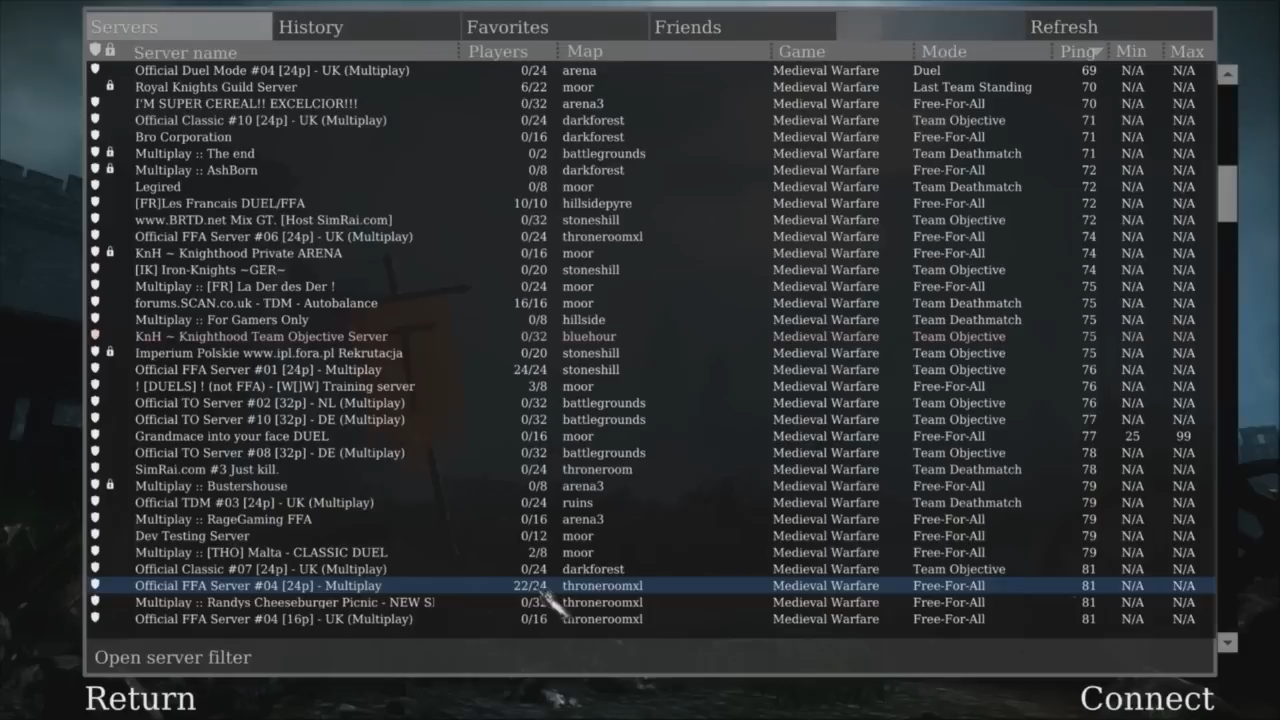 Servers History Favorites Friends Refresh
Server name Players Map Game Mode Ping Min Max
Official Duel Mode #04 [24p] - UK (Multiplay) 0/24 arena Medieval Warfare Duel 69 N/A N/A
Royal Knights Guild Server 6/22 moor Medieval Warfare Last Team Standing 70 N/A N/A
I'M SUPER CEREAL!! EXCELCIOR!!! 0/32 arena3 Medieval Warfare Free-For-All 70 N/A N/A
Official Classic #10 [24p] - UK (Multiplay) 0/24 darkforest Medieval Warfare Team Objective 71 N/A N/A
Bro Corporation 0/16 darkforest Medieval Warfare Free-For-All 71 N/A N/A
Multiplay :: The end 0/2 battlegrounds Medieval Warfare Team Deathmatch 71 N/A N/A
Multiplay :: AshBorn 0/8 darkforest Medieval Warfare Free-For-All 72 N/A N/A
Legired 0/8 moor Medieval Warfare Team Deathmatch 72 N/A N/A
[FR]Les Francais DUEL/FFA 10/10 hillsidepyre Medieval Warfare Free-For-All 72 N/A N/A
www.BRTD.net Mix GT. [Host SimRai.com] 0/32 stoneshill Medieval Warfare Team Objective 72 N/A N/A
Official FFA Server #06 [24p] - UK (Multiplay) 0/24 throneroomxl Medieval Warfare Free-For-All 74 N/A N/A
KnH ~ Knighthood Private ARENA 0/16 moor Medieval Warfare Free-For-All 74 N/A N/A
[IK] Iron-Knights ~GER~ 0/20 stoneshill Medieval Warfare Team Objective 74 N/A N/A
Multiplay :: [FR] La Der des Der ! 0/24 moor Medieval Warfare Free-For-All 75 N/A N/A
forums.SCAN.co.uk - TDM - Autobalance 16/16 moor Medieval Warfare Team Deathmatch 75 N/A N/A
Multiplay :: For Gamers Only 0/8 hillside Medieval Warfare Team Deathmatch 75 N/A N/A
KnH ~ Knighthood Team Objective Server 0/32 bluehour Medieval Warfare Team Objective 75 N/A N/A
Imperium Polskie www.ipl.fora.pl Rekrutacja 0/20 stoneshill Medieval Warfare Team Objective 75 N/A N/A
Official FFA Server #01 [24p] - Multiplay 24/24 stoneshill Medieval Warfare Team Objective 76 N/A N/A
! [DUELS] ! (not FFA) - [W[]W] Training server 3/8 moor Medieval Warfare Free-For-All 76 N/A N/A
Official TO Server #02 [32p] - NL (Multiplay) 0/32 battlegrounds Medieval Warfare Team Objective 76 N/A N/A
Official TO Server #10 [32p] - DE (Multiplay) 0/32 battlegrounds Medieval Warfare Team Objective 77 N/A N/A
Grandmace into your face DUEL 0/16 moor Medieval Warfare Free-For-All 77 25 99
Official TO Server #08 [32p] - DE (Multiplay) 0/32 battlegrounds Medieval Warfare Team Objective 78 N/A N/A
SimRai.com #3 Just kill. 0/24 throneroom Medieval Warfare Team Deathmatch 78 N/A N/A
Multiplay :: Bustershouse 0/8 arena3 Medieval Warfare Free-For-All 79 N/A N/A
Official TDM #03 [24p] - UK (Multiplay) 0/24 ruins Medieval Warfare Team Deathmatch 79 N/A N/A
Multiplay :: RageGaming FFA 0/16 arena3 Medieval Warfare Free-For-All 79 N/A N/A
Dev Testing Server 0/12 moor Medieval Warfare Free-For-All 79 N/A N/A
Multiplay :: [THO] Malta - CLASSIC DUEL 2/8 moor Medieval Warfare Free-For-All 79 N/A N/A
Official Classic #07 [24p] - UK (Multiplay) 0/24 darkforest Medieval Warfare Team Objective 81 N/A N/A
Official FFA Server #04 [24p] - Multiplay 22/24 throneroomxl Medieval Warfare Free-For-All 81 N/A N/A
Multiplay :: Randys Cheeseburger Picnic - NEW 0/32 throneroomxl Medieval Warfare Free-For-All 81 N/A N/A
Official FFA Server #04 [16p] - UK (Multiplay) 0/16 throneroomxl Medieval Warfare Free-For-All 81 N/A N/A
Open server filter
Return Connect